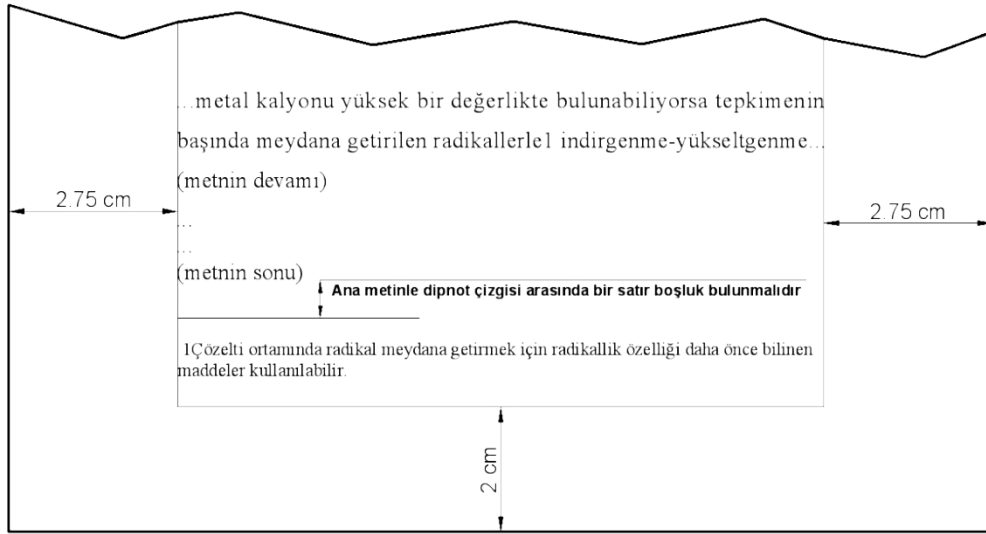 ...metal kalyonu yüksek bir değerlikte bulunabiliyorsa tepkimenin
başında meydana getirilen radikallerle1 indirgenme-yükseltgenme...
(metnin devamı)
2.75 cm
2.75 cm
...
...
(metnin sonu)
Ana metinle dipnot çizgisi arasında bir satır boşluk bulunmalıdır
1Çözelti ortamında radikal meydana getirmek için radikallik özelliği daha önce bilinen
maddeler kullanılabilir.
2 cm